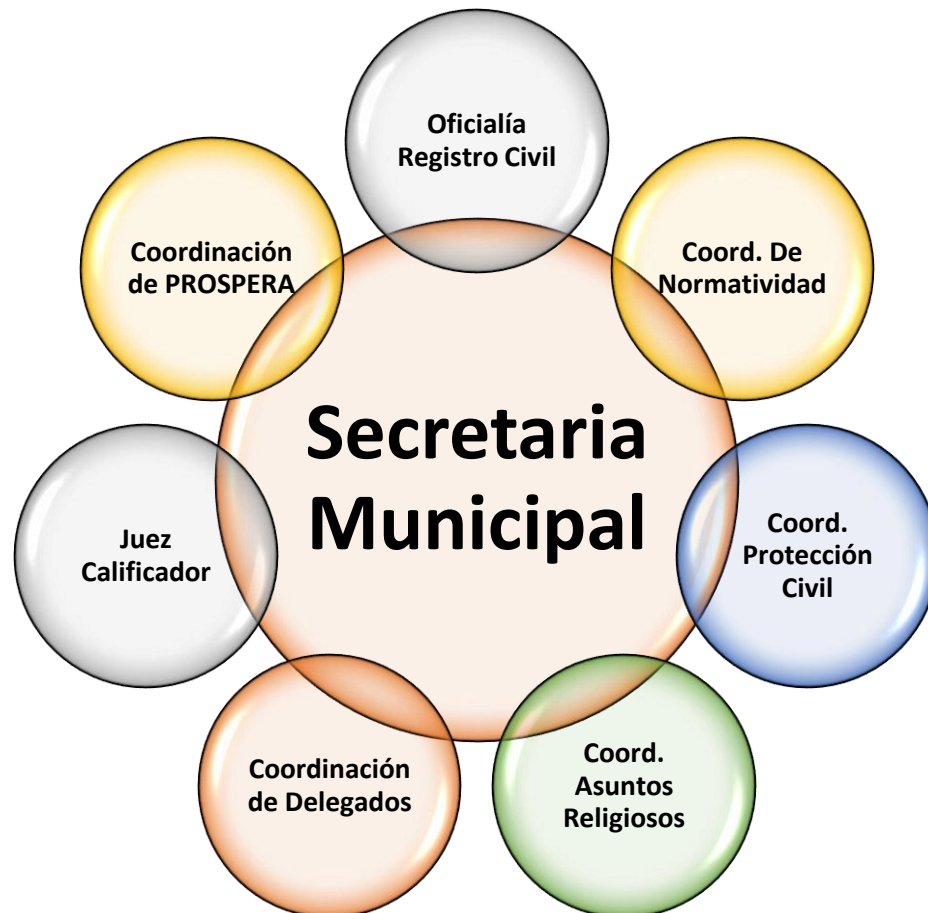 Oficialía
Registro Civil
Coordinación
de PROSPERA
Coord. De
Normatividad
Secretaria
Municipal
Juez
Calificador
Coord.
Protección
Civil
Coordinación
de Delegados
Coord.
Asuntos
Religiosos